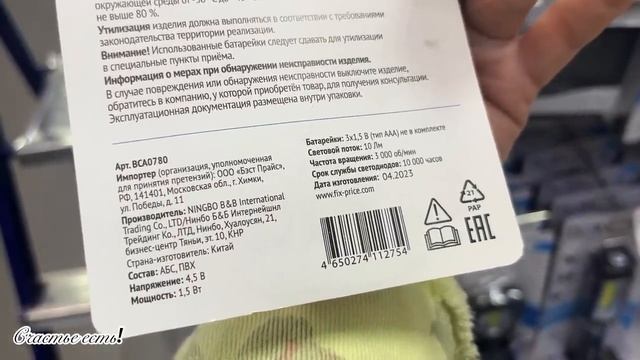 окружающей среды от
не выше 80 %.
Утилизация изделия должна выполняться в соответствии с требованиями
законодательства территории реализации.
Внимание! Использованные батарейки следует сдавать для утилизации
в специальные пункты приёма.
Информация о мерах при обнаружении неисправности изделия.
В случае повреждения или обнаружения неисправности выключите изделие,
обратитесь в компанию, у которой приобретён товар, для получения консультации.
Эксплуатационная документация размещена внутри упаковки.
Арт. BCA0780
Импортер (организация, уполномоченная
для принятия претензий): ООО «Бэст Прайс»,
РФ, 141401, Московская обл., г. Химки,
ул. Победы, д. 11
Производитель: NINGBO B&B International
Trading Co., LTD/Нинбо Б&Б Интернейшнл
Трейдинг Ко., ЛТД, Нинбо, Хуалоусян, 21,
бизнес-центр Тяньи, эт. 10, КНР
Страна-изготовитель: Китай
Состав: АБС, ПВХ
Напряжение: 4,5 В
Мощность: 1,5 Вт
Батарейки: 3x1,5 В (тип ААА) не в комплекте
Световой поток: 10 Лм
Частота вращения: 3 000 об/мин
Срок службы светодиодов: 10 000 часов
Дата изготовления: 04.2023
www.fix-price.com
21
PAP
EAC
4 650274 112754
Счастье есть!